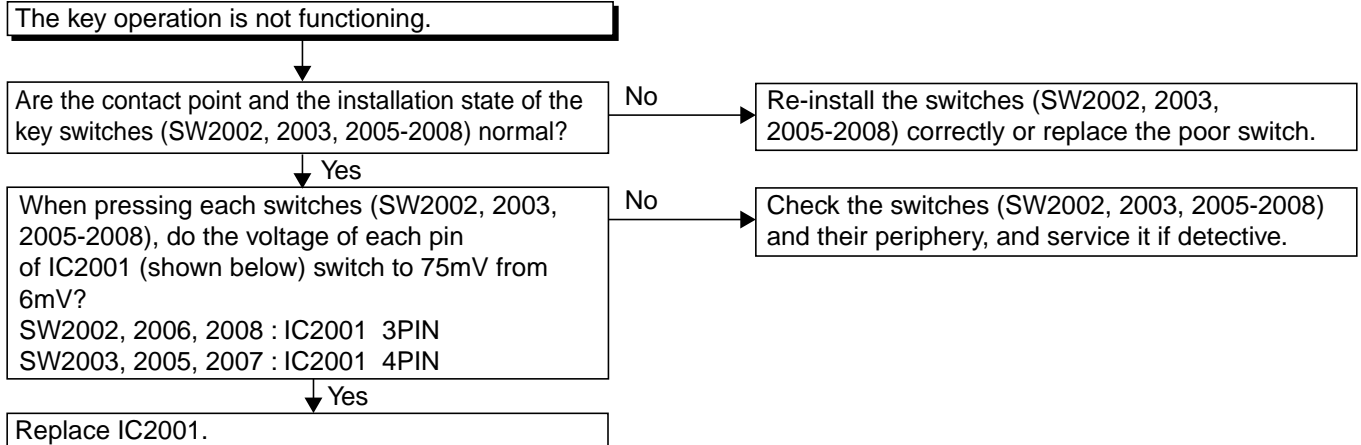 The key operation is not functioning.
Are the contact point and the installation state of the
key switches (SW2002, 2003, 2005-2008) normal?
No
Re-install the switches (SW2002, 2003,
2005-2008) correctly or replace the poor switch.
Yes
When pressing each switches (SW2002, 2003,
2005-2008), do the voltage of each pin
of IC2001 (shown below) switch to 75mV from
6mV?
SW2002, 2006, 2008 : IC2001 3PIN
SW2003, 2005, 2007 : IC2001 4PIN
No
Check the switches (SW2002, 2003, 2005-2008)
and their periphery, and service it if detective.
Yes
Replace IC2001.